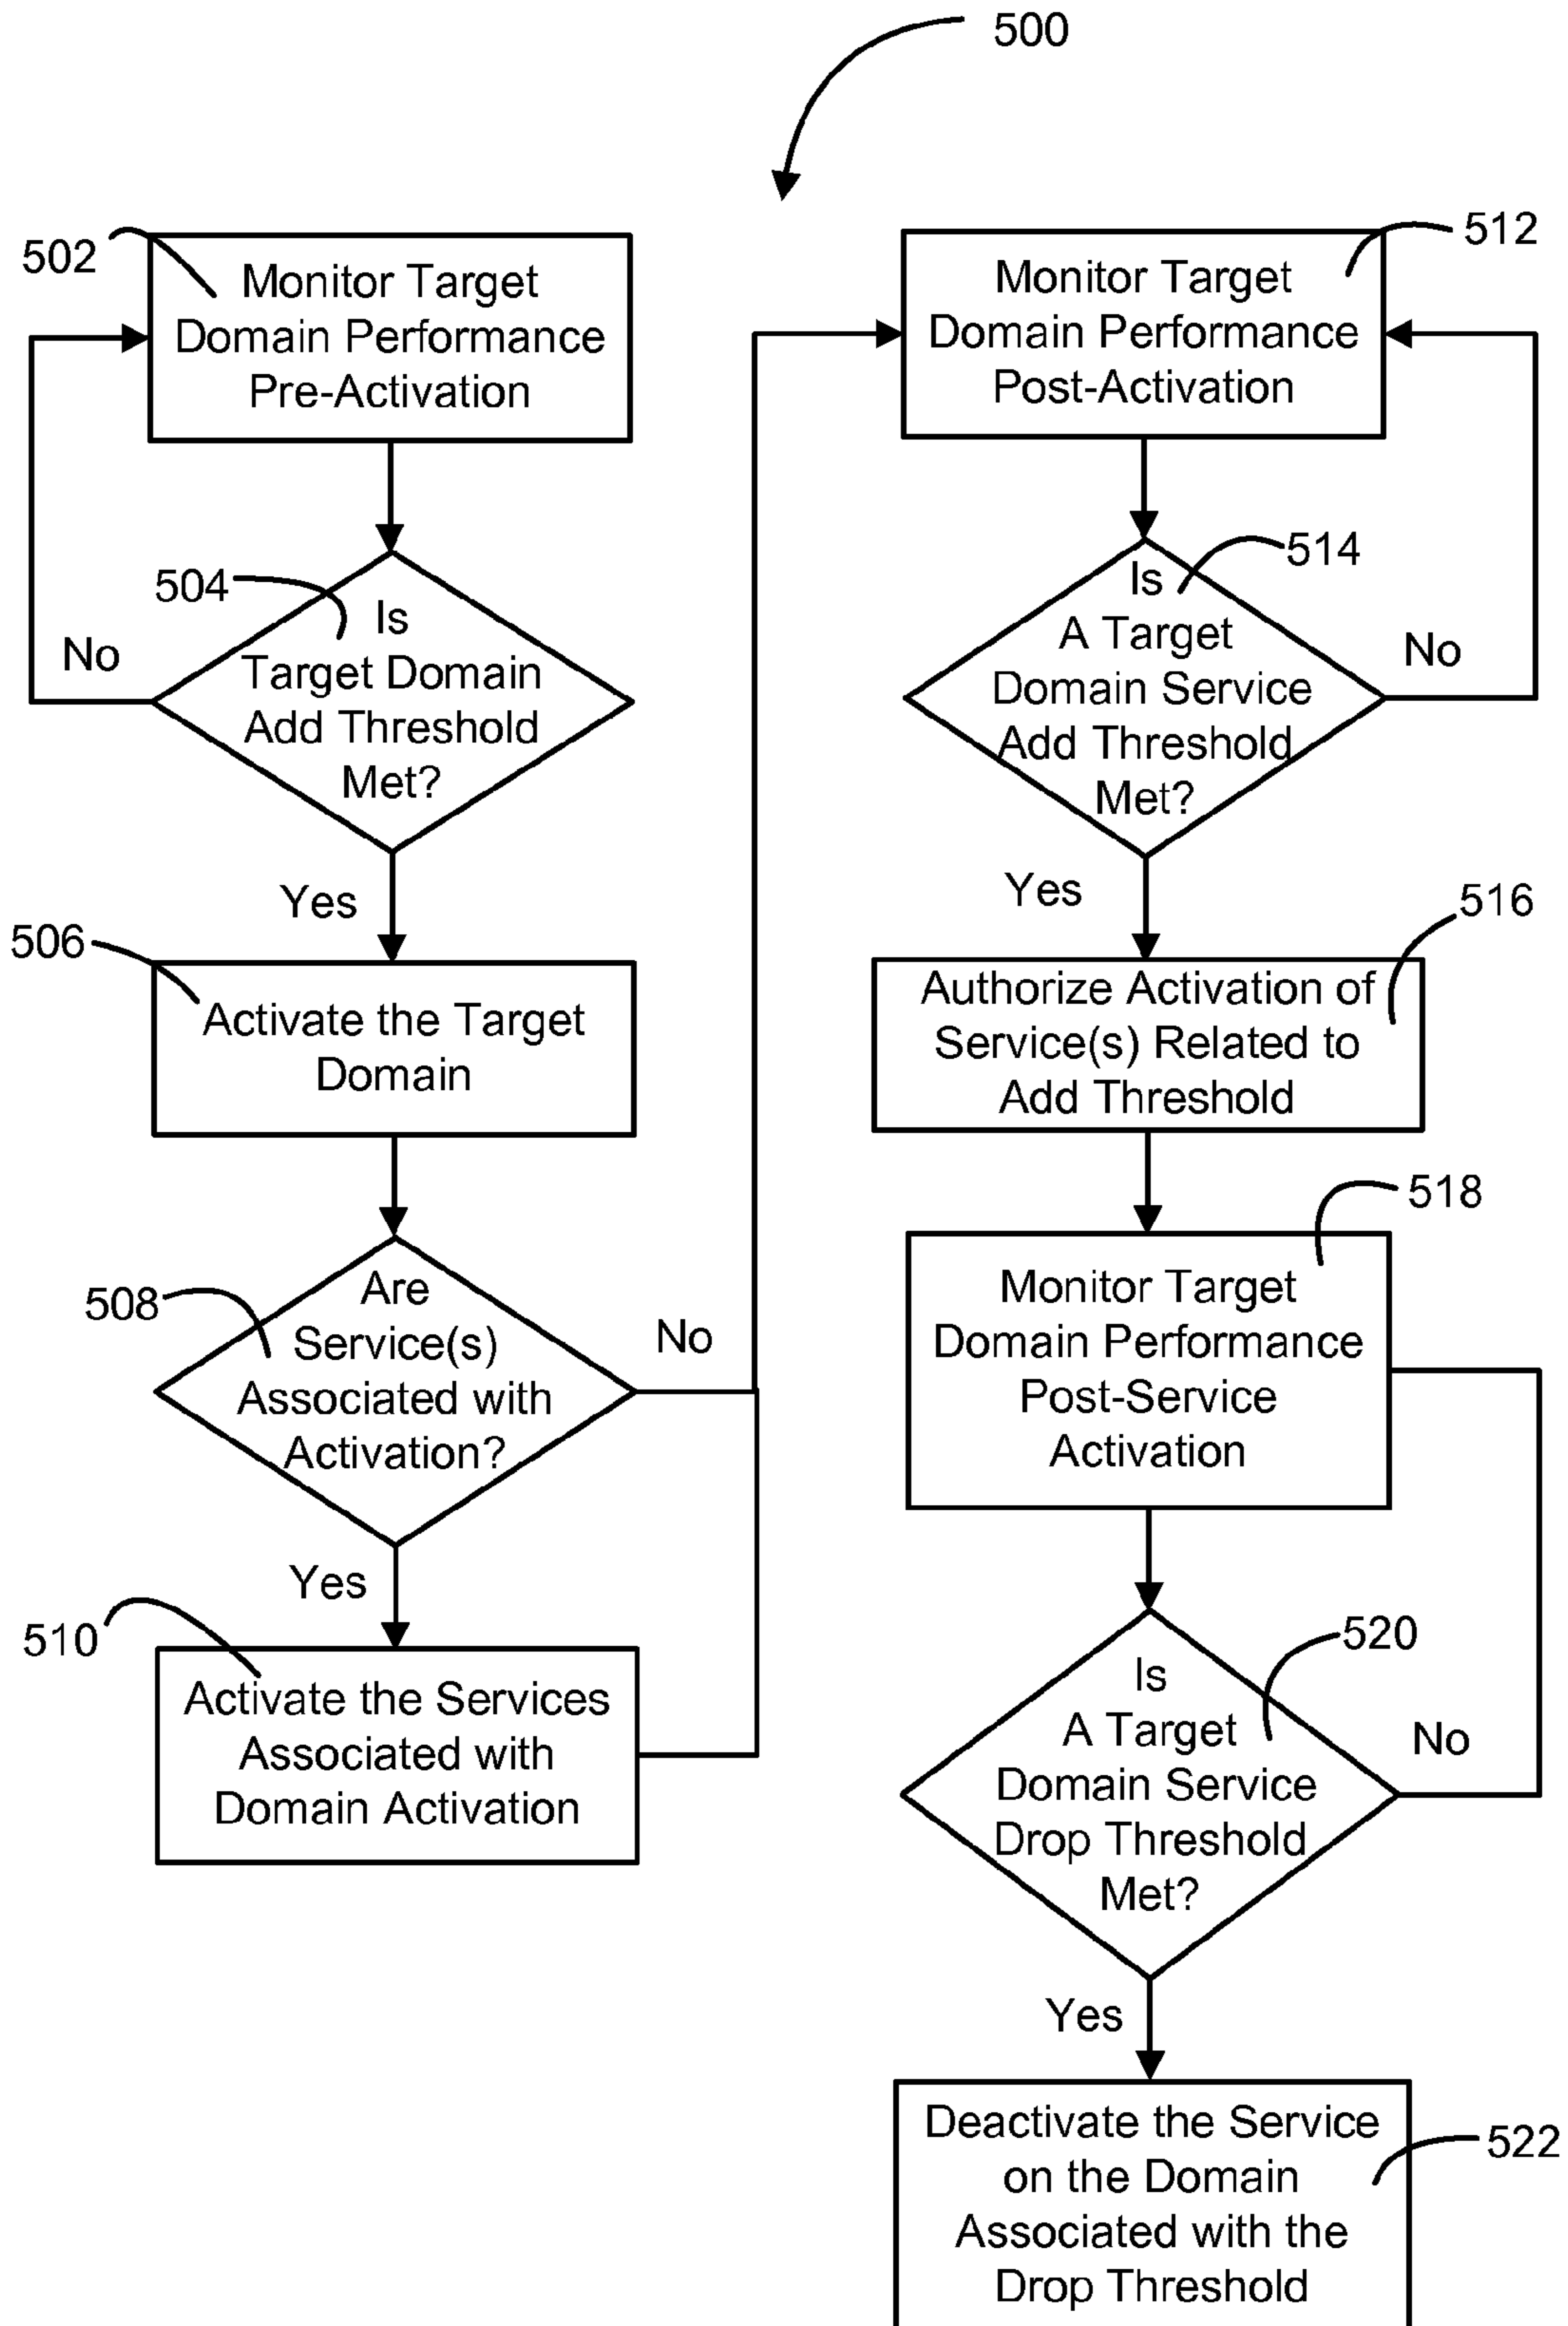 500
502
Monitor Target
Domain Performance
Pre-Activation
504
Is
Target Domain
Add Threshold
Met?
No
Yes
506
Activate the Target
Domain
508
Are
Service(s)
Associated with
Activation?
No
Yes
510
Activate the Services
Associated with
Domain Activation
512
Monitor Target
Domain Performance
Post-Activation
514
Is
A Target
Domain Service
Add Threshold
Met?
No
Yes
516
Authorize Activation of
Service(s) Related to
Add Threshold
518
Monitor Target
Domain Performance
Post-Service
Activation
520
Is
A Target
Domain Service
Drop Threshold
Met?
No
Yes
522
Deactivate the Service
on the Domain
Associated with the
Drop Threshold